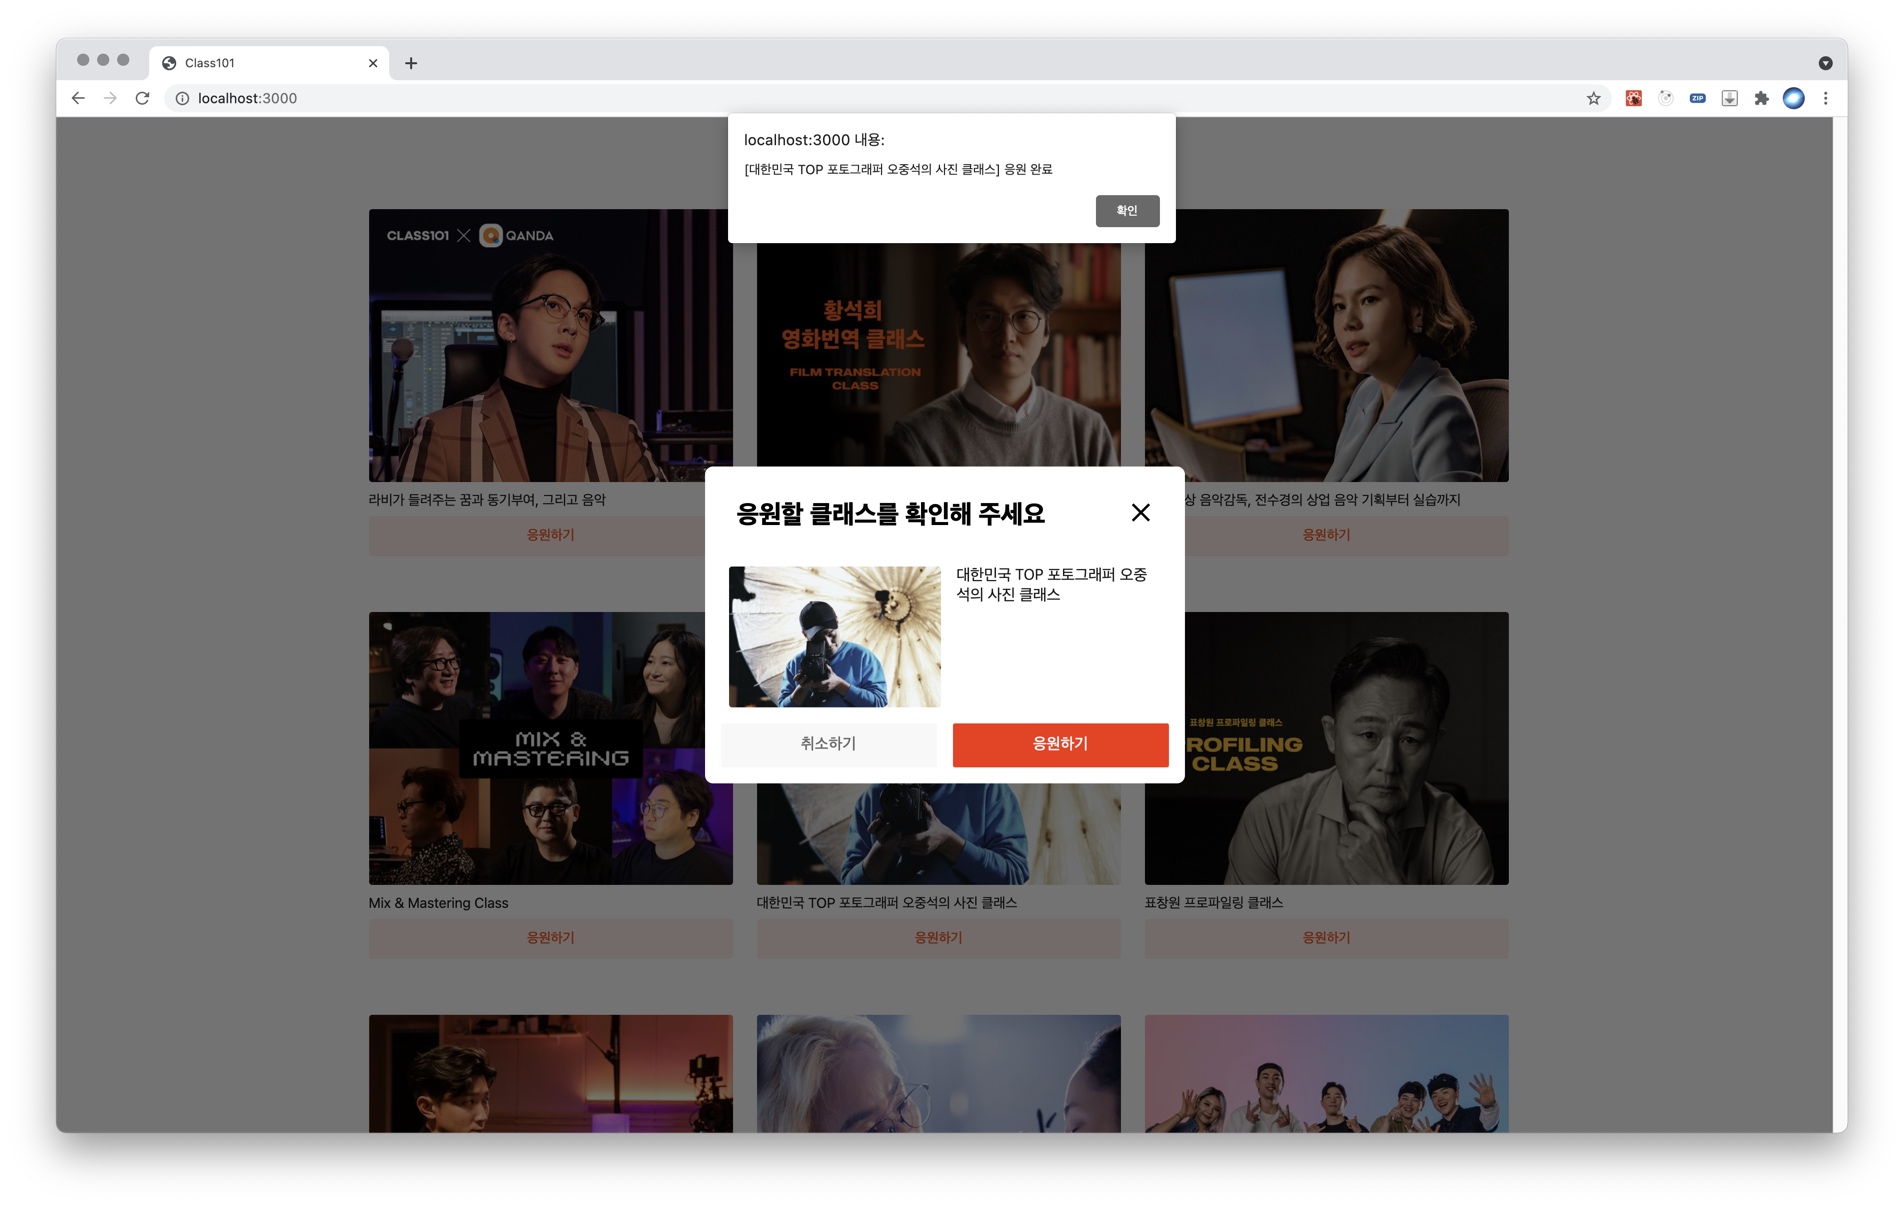 Class101
localhost:3000
ZIP
localhost:3000 내용:
[대한민국 TOP 포토그래퍼 오중석의 사진 클래스] 응원 완료
확인
CLASS101 × QANDA
황석희
영화번역 클래스
FILM TRANSLATION
CLASS
라비가 들려주는 꿈과 동기부여, 그리고 음악
상 음악감독, 전수경의 상업 음악 기획부터 실습까지
응원하기
응원하기
응원할 클래스를 확인해 주세요
대한민국 TOP 포토그래퍼 오중
석의 사진 클래스
취소하기
응원하기
MIX &
MASTERING
표창원 프로파일링 클래스
ROFILING
CLASS
Mix & Mastering Class
대한민국 TOP 포토그래퍼 오중석의 사진 클래스
표창원 프로파일링 클래스
응원하기
응원하기
응원하기